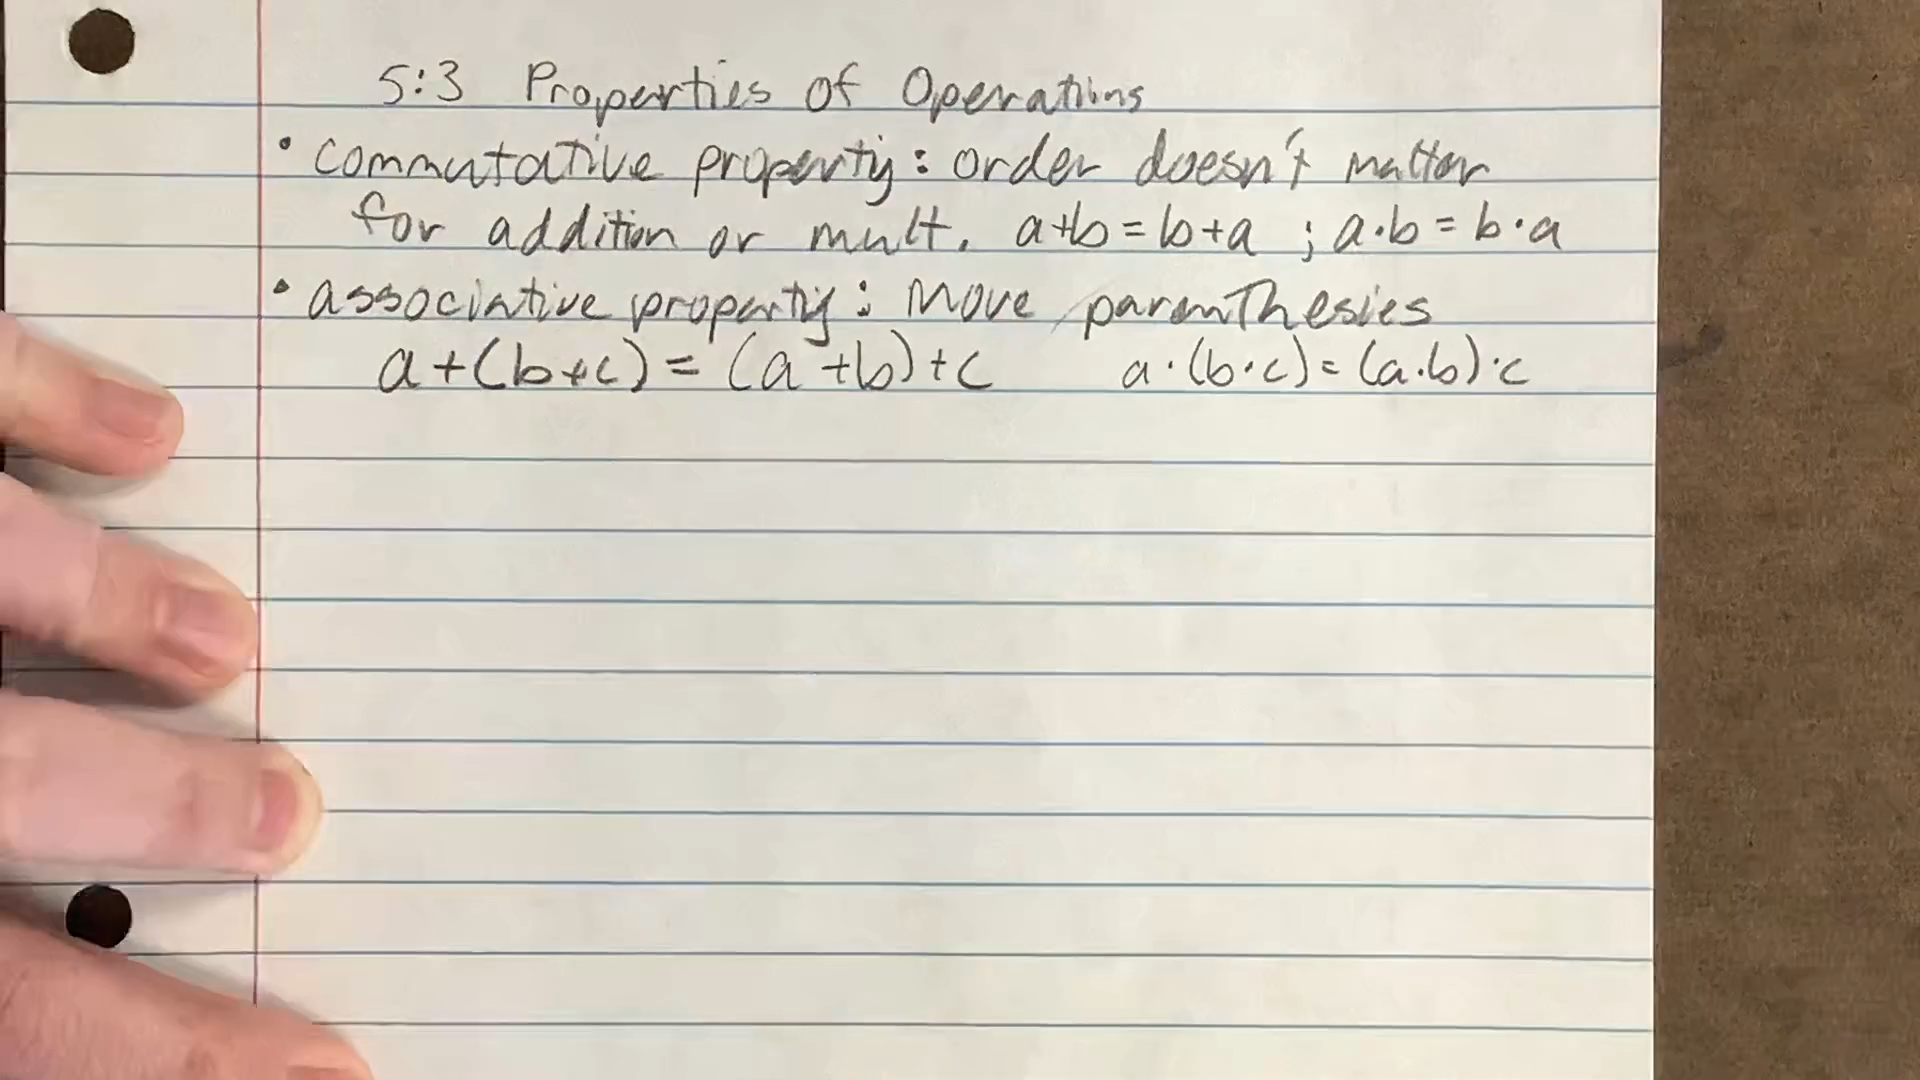 5:3 Properties of Operations
• commutative property: order doesn't matter
for addition or mult. a+b=b+a ; a·b=b·a
• associative property: Move parenthesies
a+(b+c)=(a+b)+c a·(b·c)=(a·b)·c